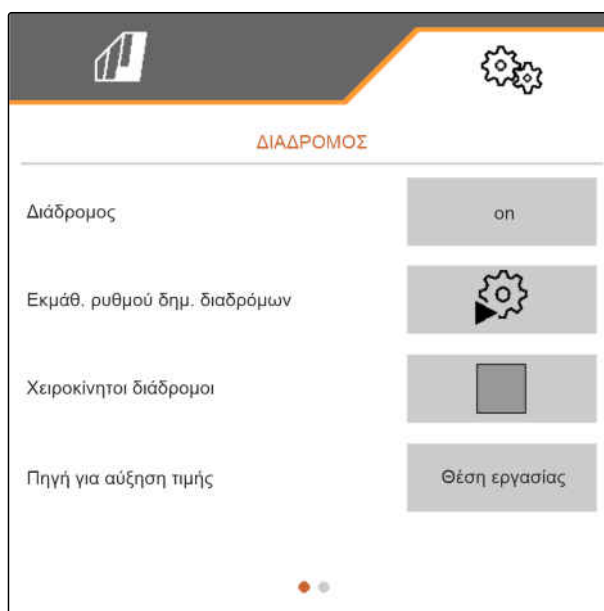 ΔΙΑΔΡΟΜΟΣ
Διάδρομος
on
Εκμάθ. ρυθμού δημ. διαδρόμων
Χειροκίνητοι διάδρομοι
Πηγή για αύξηση τιμής
Θέση εργασίας